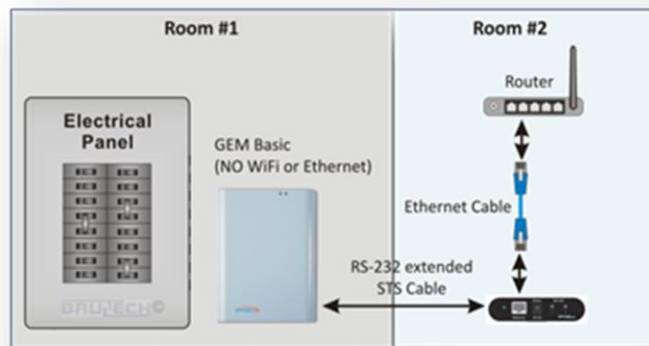 Room #1
Room #2
Router
Electrical
Panel
GEM Basic
(NO WiFi or Ethernet)
Ethernet Cable
RS-232 extended
STS Cable
BRULTECH©